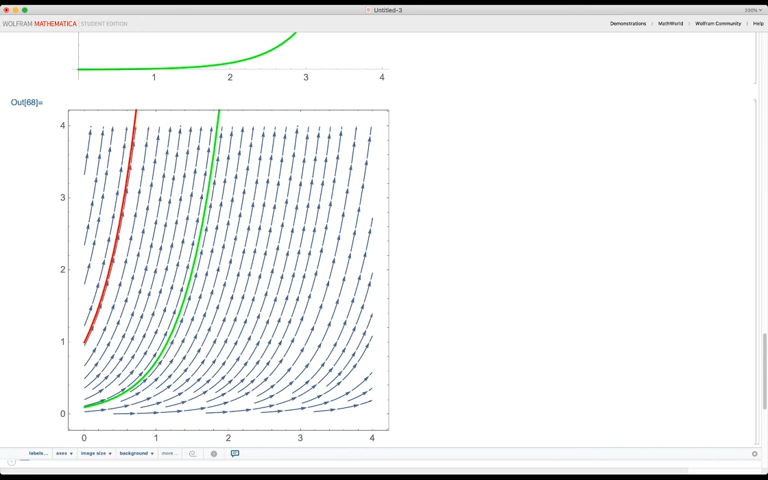 Untitled-3
WOLFRAM MATHEMATICA | STUDENT EDITION
Demonstrations | MathWorld | Wolfram Community | Help
1 2 3 4
Out[68]=
4
3
2
1
0
0 1 2 3 4
labels... axes image size background more...